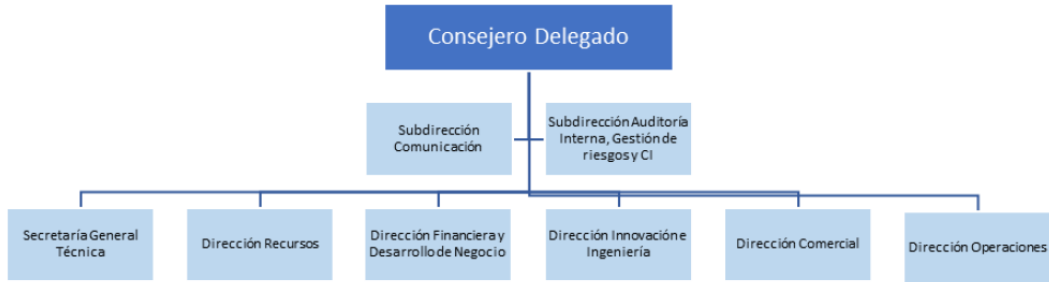 Consejero Delegado
Subdirección
Comunicación
Subdirección Auditoría
Interna, Gestión de
riesgos y CI
Secretaría General
Técnica
Dirección Recursos
Dirección Financiera y
Desarrollo de Negocio
Dirección Innovación e
Ingeniería
Dirección Comercial
Dirección Operaciones